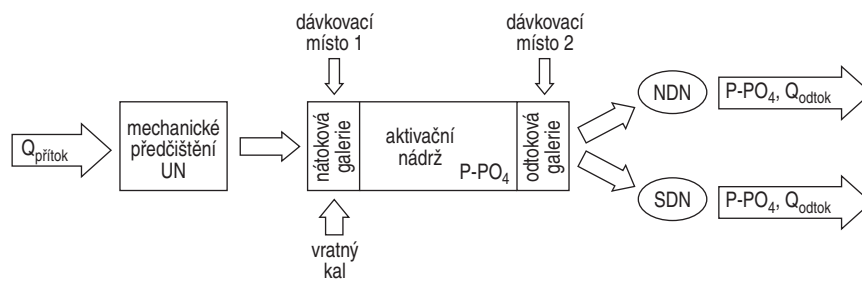 dávkovací
místo 1
dávkovací
místo 2
Qpřítok
mechanické
předčištění
UN
nátoková
galerie
aktivační
nádrž
P-PO4
odtoková
galerie
NDN
P-PO4, Qodtok
SDN
P-PO4, Qodtok
vratný
kal